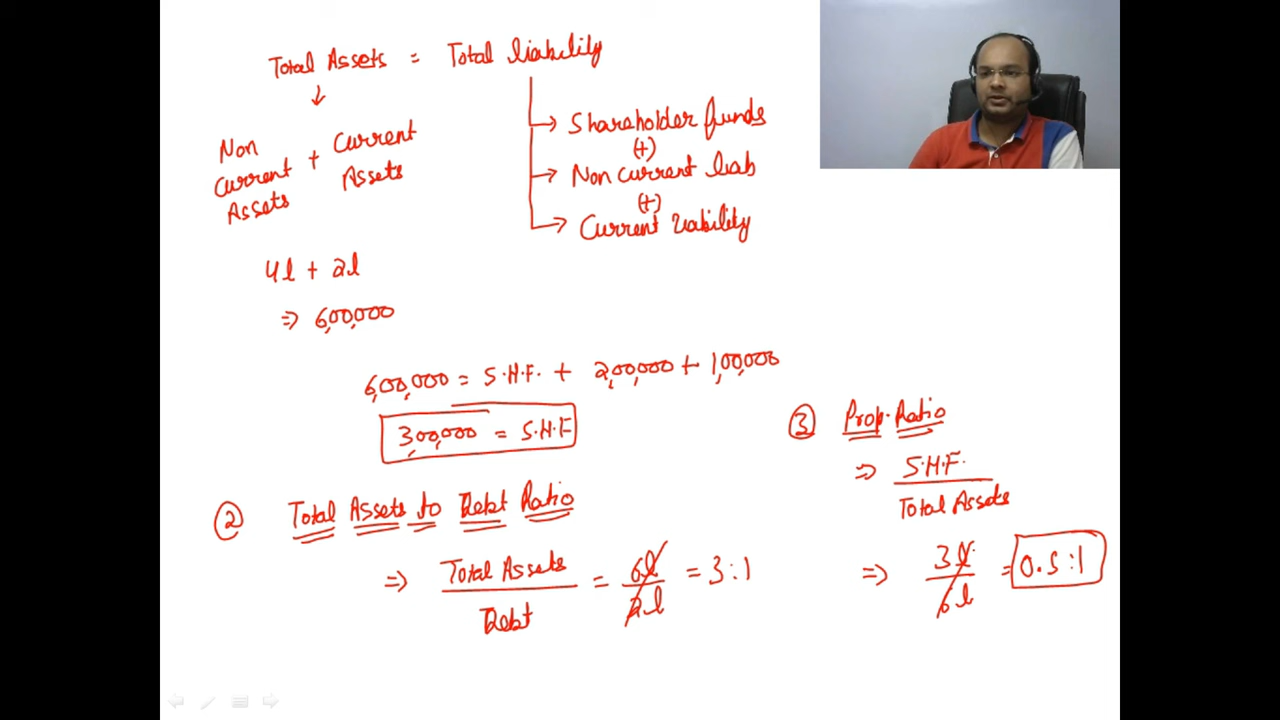 Total Assets = Total liability
↓
Non Current Assets + Current Assets
→ Shareholder funds
(+)
→ Non current liab
(+)
→ Current liability
4l + 2l
⇒ 6,00,000
6,00,000 = S.H.F. + 2,00,000 + 1,00,000
3,00,000 = S.H.F
② Total Assets to Debt Ratio
⇒ Total Assets / Debt = 6l / 2l = 3:1
③ Prop. Ratio
⇒ S.H.F. / Total Assets
⇒ 3l / 6l = 0.5:1